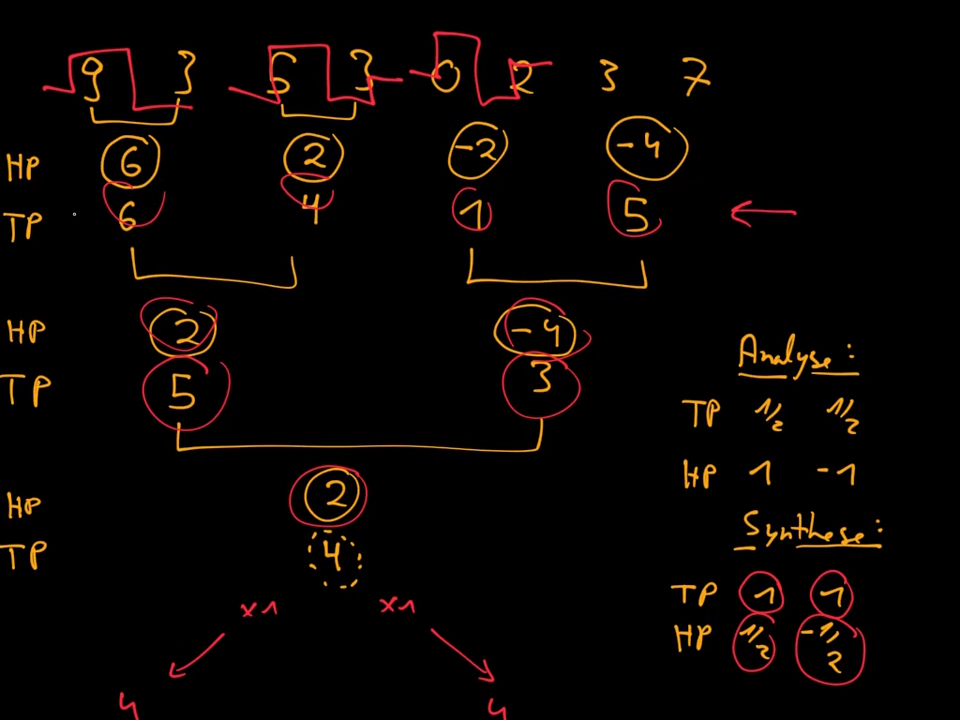 9 3 5 3 0 2 3 7
HP 6 2 -2 -4
TP 6 4 1 5 ←
HP 2 -4
TP 5 3
HP 2
TP 4
x1 x1
4 4
Analyse:
TP 1/2 1/2
HP 1 -1
Synthese:
TP 1 1
HP 1/2 -1/2